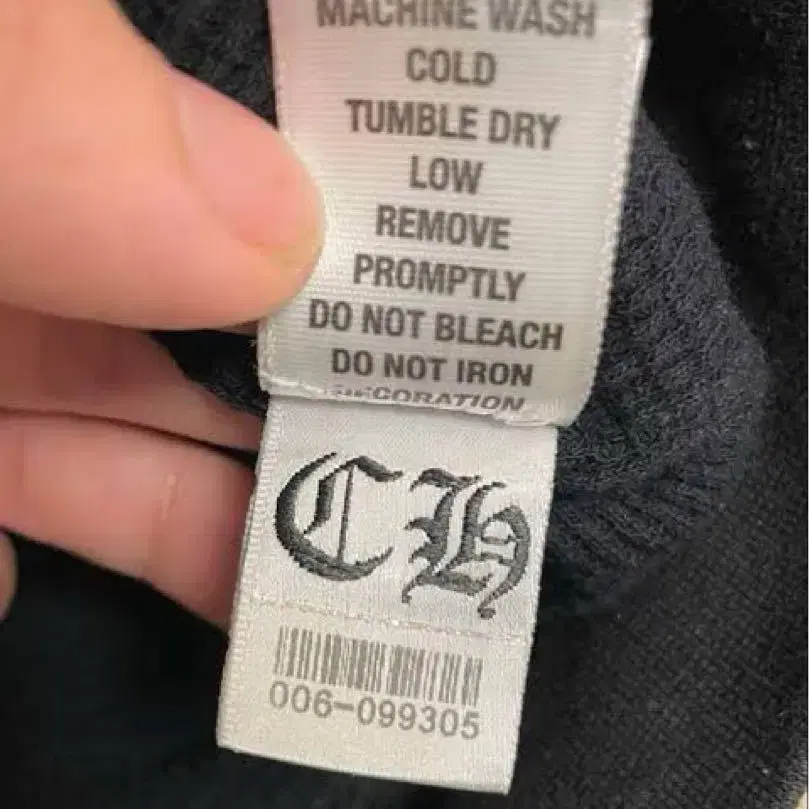 MACHINE WASH
COLD
TUMBLE DRY
LOW
REMOVE
PROMPTLY
DO NOT BLEACH
DO NOT IRON
CH
006-099305